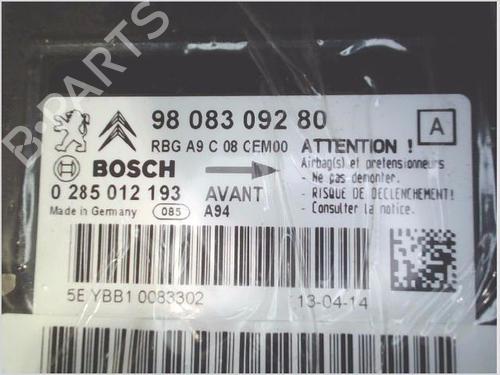 B-PARTS
98 083 092 80
A
RBG A9 C 08 CEM00
ATTENTION !
BOSCH
Airbag(s) et pretensionneurs
- Ne pas demonter.
0 285 012 193
AVANT
- RISQUE DE DECLENCHEMENT!
Made in Germany
085
A94
- Consulter la notice.
5E YBB1 0083302
13-04-14